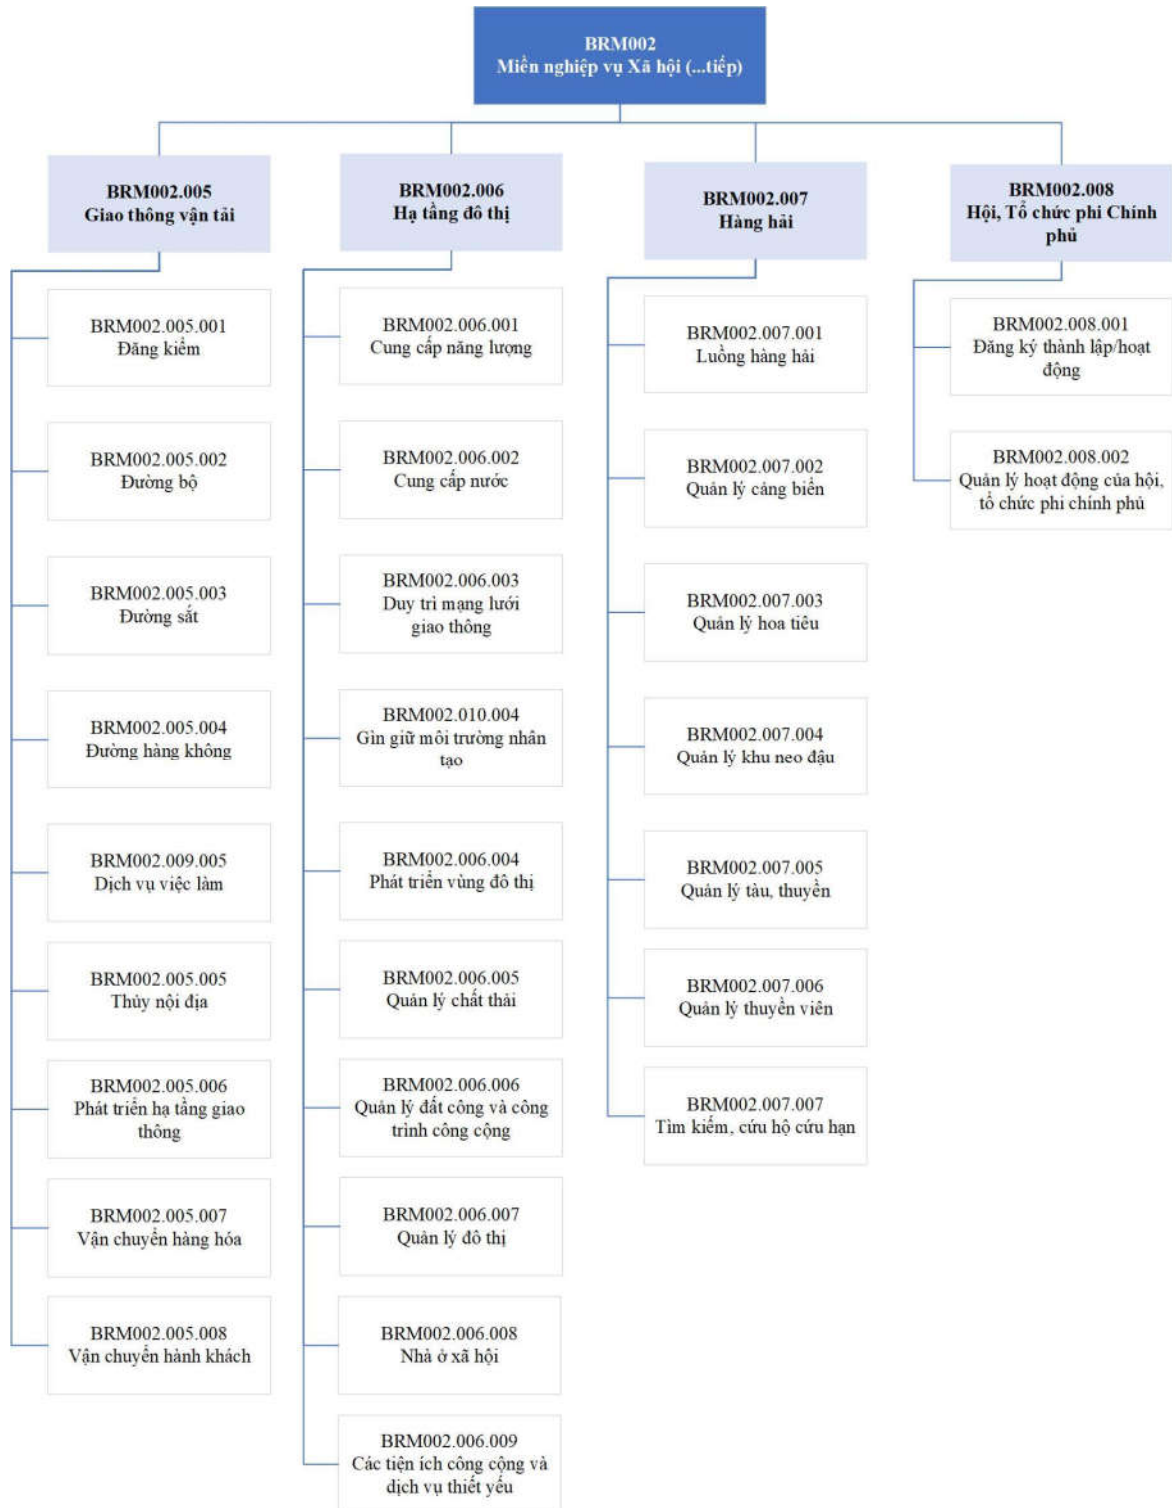 BRM002
Miền nghiệp vụ Xã hội (...tiếp)
BRM002.005
Giao thông vận tải
BRM002.005.001
Đăng kiểm
BRM002.005.002
Đường bộ
BRM002.005.003
Đường sắt
BRM002.005.004
Đường hàng không
BRM002.009.005
Dịch vụ việc làm
BRM002.005.005
Thủy nội địa
BRM002.005.006
Phát triển hạ tầng giao
thông
BRM002.005.007
Vận chuyển hàng hóa
BRM002.005.008
Vận chuyển hành khách
BRM002.006
Hạ tầng đô thị
BRM002.006.001
Cung cấp năng lượng
BRM002.006.002
Cung cấp nước
BRM002.006.003
Duy trì mạng lưới
giao thông
BRM002.010.004
Gìn giữ môi trường nhân
tạo
BRM002.006.004
Phát triển vùng đô thị
BRM002.006.005
Quản lý chất thải
BRM002.006.006
Quản lý đất công và công
trình công cộng
BRM002.006.007
Quản lý đô thị
BRM002.006.008
Nhà ở xã hội
BRM002.006.009
Các tiện ích công cộng và
dịch vụ thiết yếu
BRM002.007
Hàng hải
BRM002.007.001
Luồng hàng hải
BRM002.007.002
Quản lý cảng biển
BRM002.007.003
Quản lý hoa tiêu
BRM002.007.004
Quản lý khu neo đậu
BRM002.007.005
Quản lý tàu, thuyền
BRM002.007.006
Quản lý thuyền viên
BRM002.007.007
Tìm kiếm, cứu hộ cứu hạn
BRM002.008
Hội, Tổ chức phi Chính
phủ
BRM002.008.001
Đăng ký thành lập/hoạt
động
BRM002.008.002
Quản lý hoạt động của hội,
tổ chức phi chính phủ